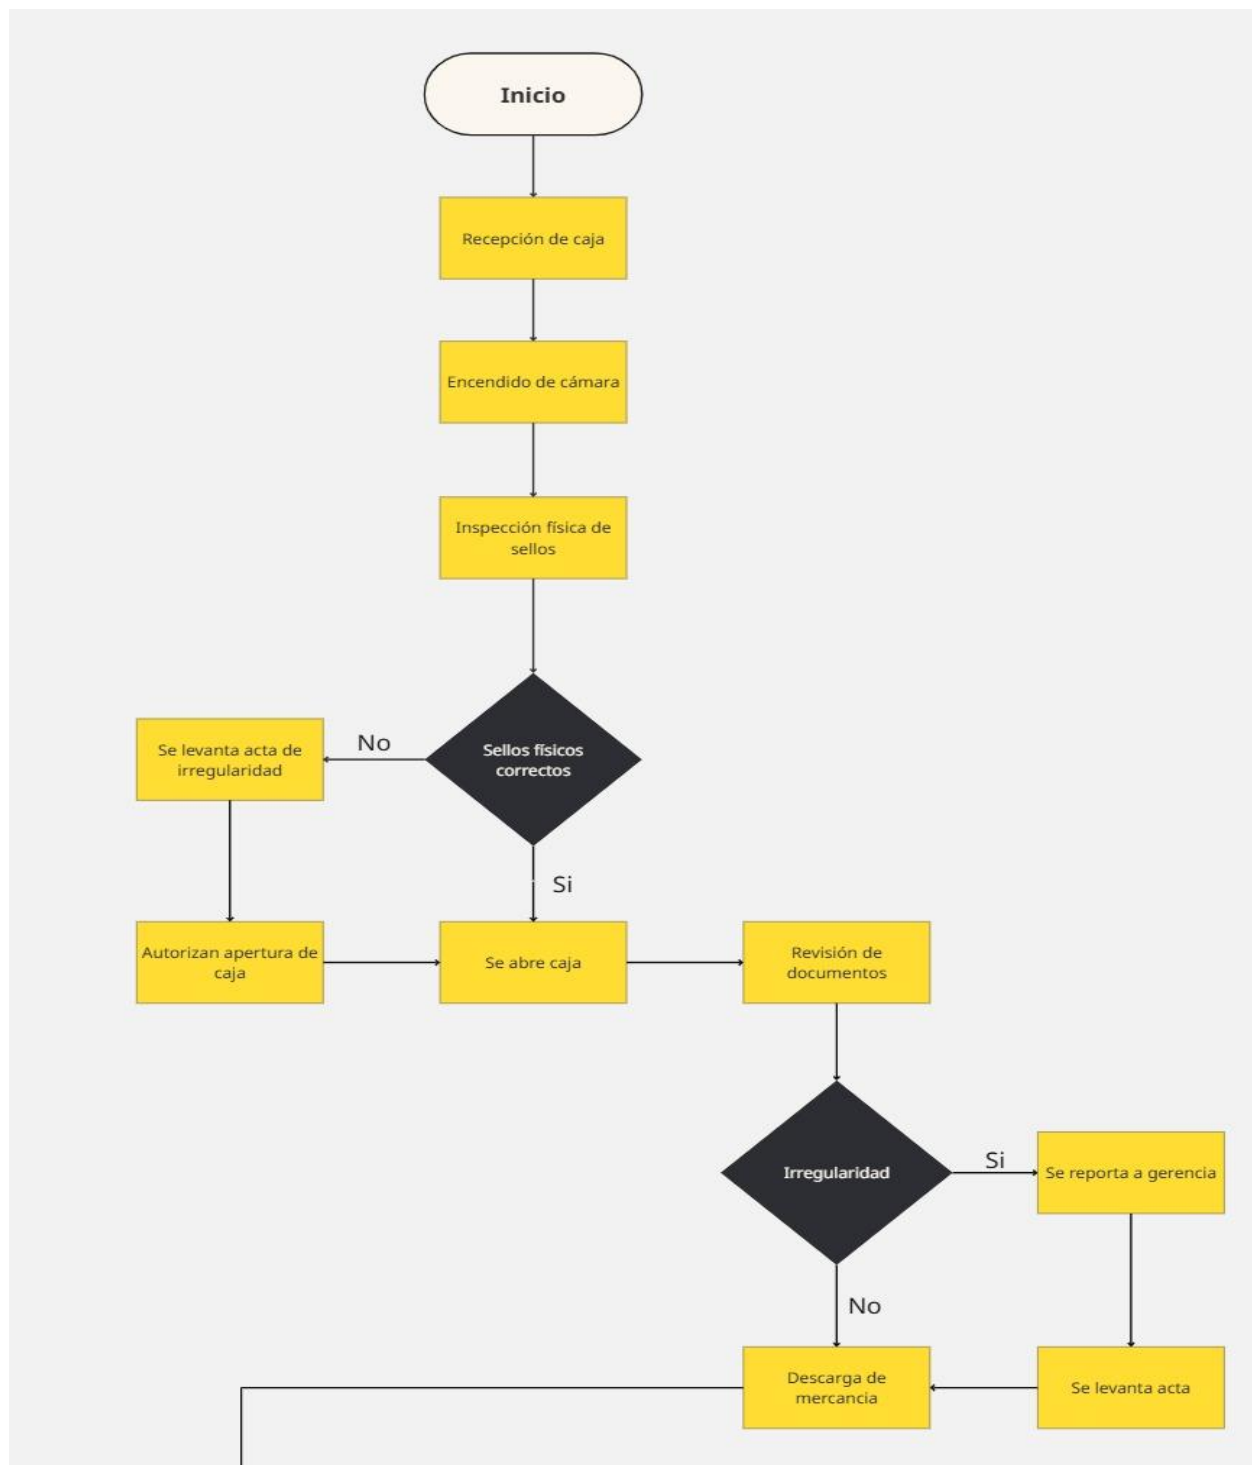 Inicio
Recepción de caja
Encendido de cámara
Inspección física de
sellos
Sellos físicos
correctos
No
Se levanta acta de
irregularidad
Si
Autorizan apertura de
caja
Se abre caja
Revisión de
documentos
Irregularidad
Si
Se reporta a gerencia
No
Descarga de
mercancia
Se levanta acta